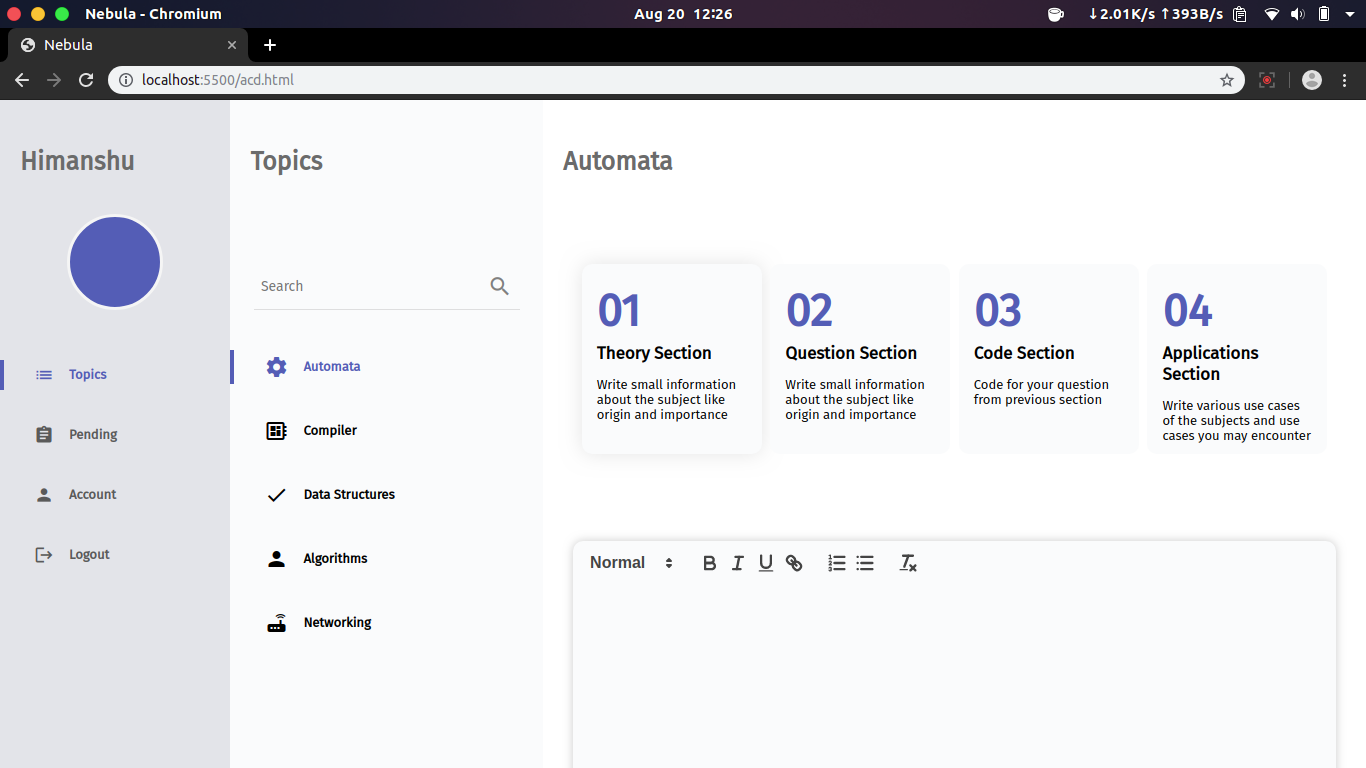 Nebula - Chromium
Aug 20 12:26
↓2.01K/s ↑393B/s
Nebula
localhost:5500/acd.html
Himanshu
Topics
Pending
Account
Logout
Topics
Search
Automata
Compiler
Data Structures
Algorithms
Networking
Automata
01
Theory Section
Write small information
about the subject like
origin and importance
02
Question Section
Write small information
about the subject like
origin and importance
03
Code Section
Code for your question
from previous section
04
Applications
Section
Write various use cases
of the subjects and use
cases you may encounter
Normal